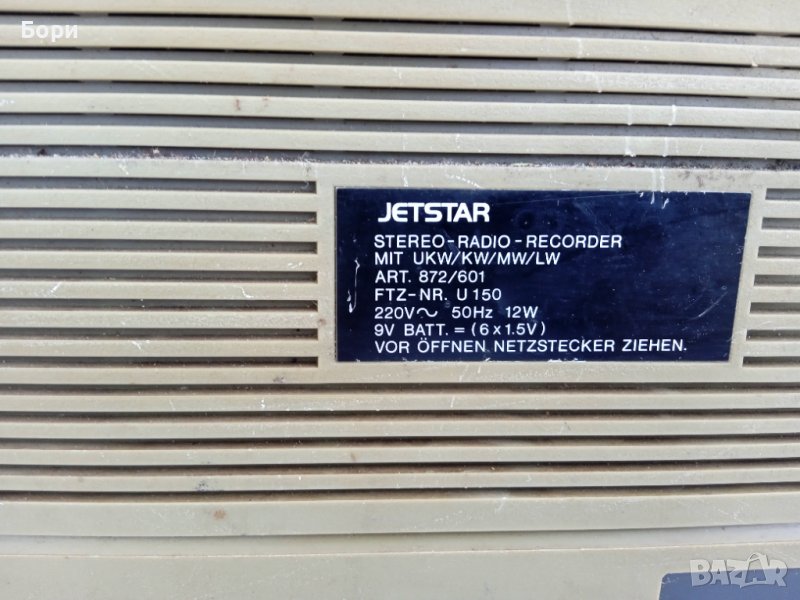 Бори
JETSTAR
STEREO-RADIO-RECORDER
MIT UKW/KW/MW/LW
ART. 872/601
FTZ-NR. U 150
220V~ 50Hz 12W
9V BATT. = (6 x 1.5V)
VOR ÖFFNEN NETZSTECKER ZIEHEN.
BAZAR